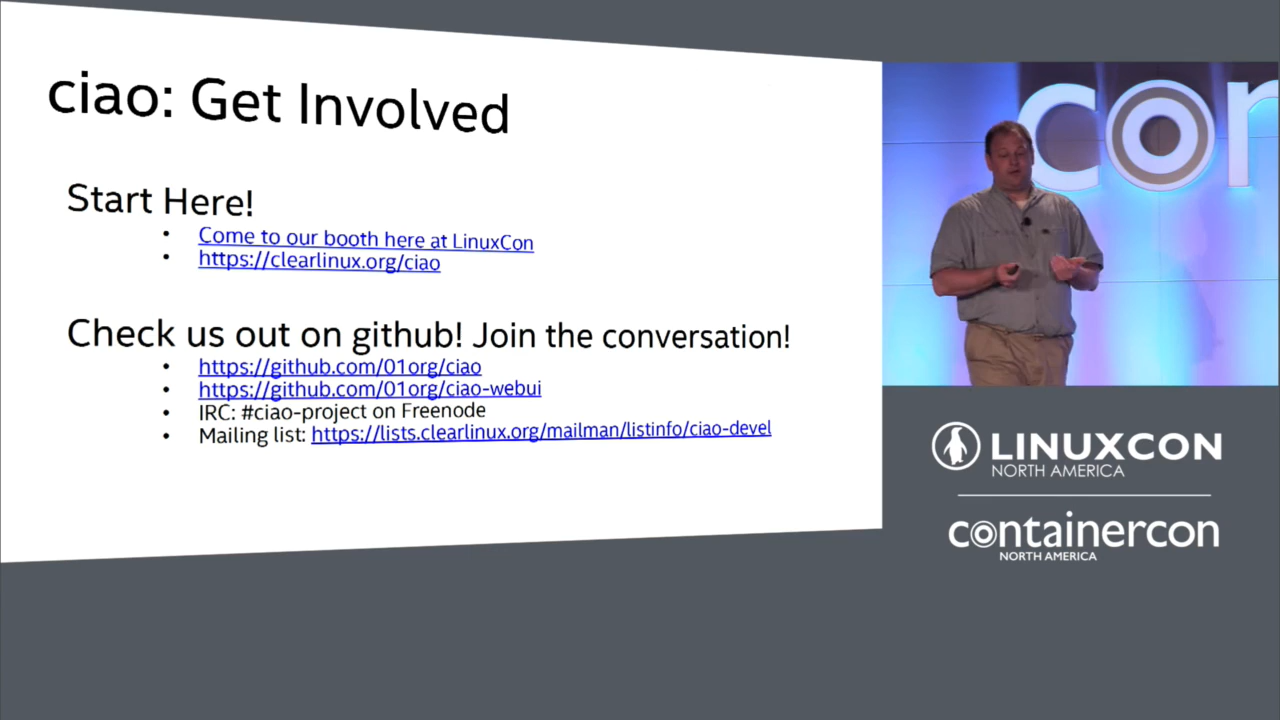 ciao: Get Involved
Start Here!
• Come to our booth here at LinuxCon
• https://clearlinux.org/ciao
Check us out on github! Join the conversation!
• https://github.com/01org/ciao
• https://github.com/01org/ciao-webui
• IRC: #ciao-project on Freenode
• Mailing list: https://lists.clearlinux.org/mailman/listinfo/ciao-devel
con
LINUXCON
NORTH AMERICA
containercon
NORTH AMERICA